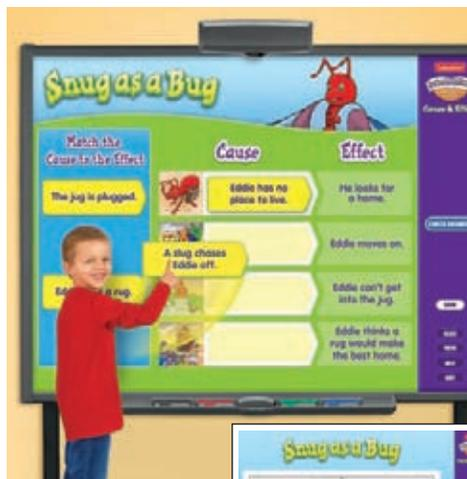 Snug as a Bug
Match the
Cause to the Effect
Cause
Effect
The jug is plugged.
Eddie has no
place to live.
He looks for
a home.
A slug chases
Eddie off.
Eddie moves on.
a rug.
Eddie can't get
into the jug.
Eddie thinks a
rug would make
the best home.
Snug as a Bug